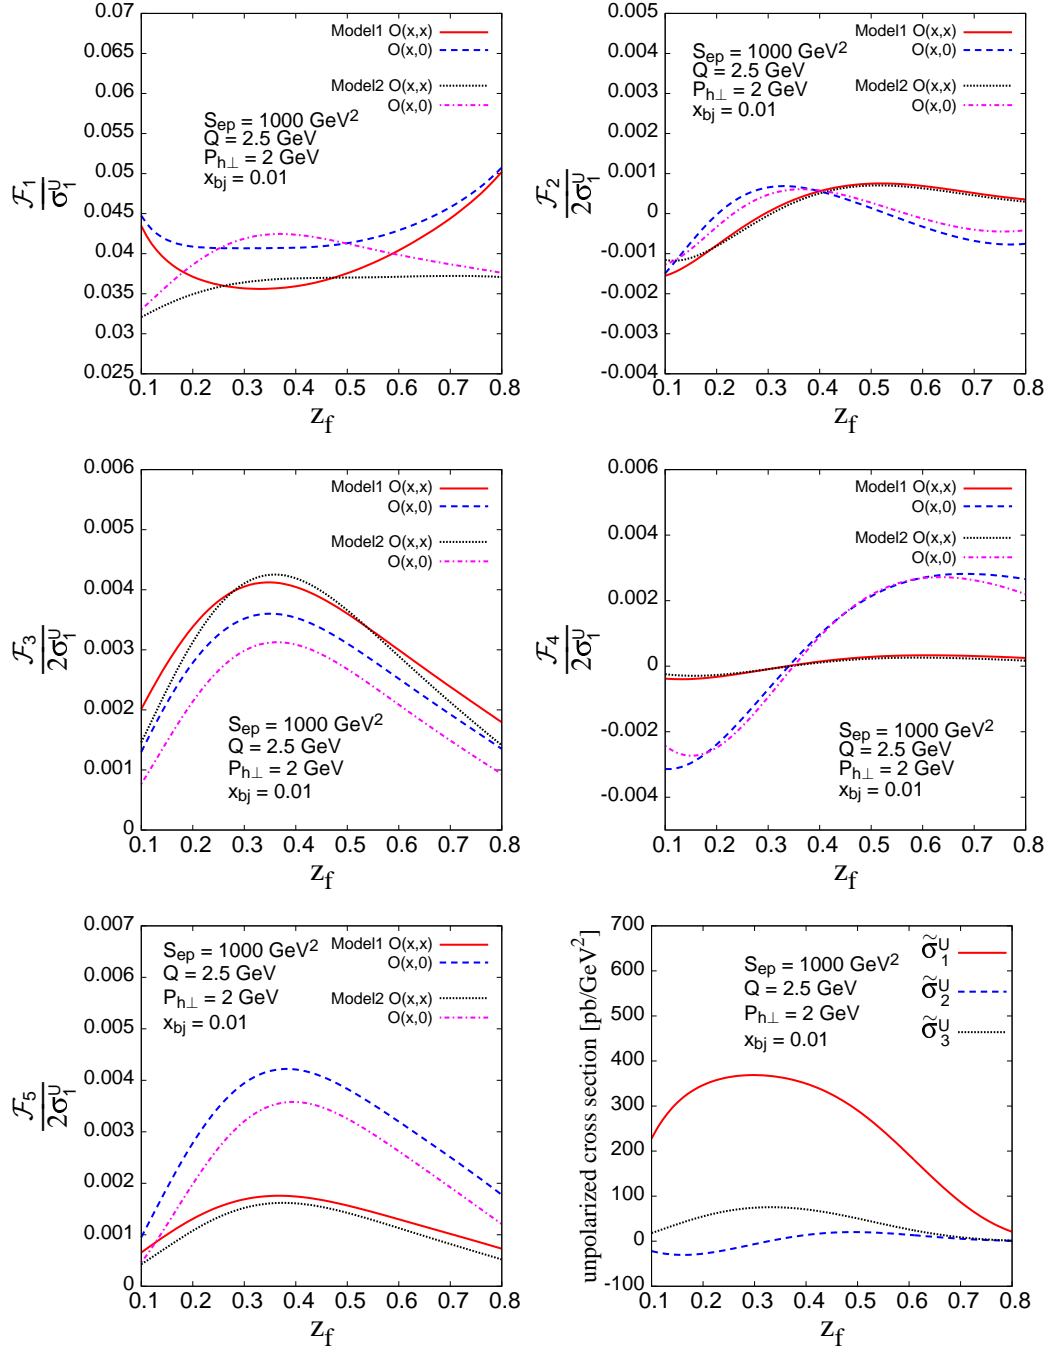 0.07
0.065
0.06
0.055
0.05
0.045
0.04
0.035
0.03
0.025
ℱ1
σ1^U
Model1 O(x,x)
O(x,0)
Model2 O(x,x)
O(x,0)
Sep = 1000 GeV²
Q = 2.5 GeV
Ph⊥ = 2 GeV
xbj = 0.01
0.1 0.2 0.3 0.4 0.5 0.6 0.7 0.8
zf
0.005
0.004
0.003
0.002
0.001
0
-0.001
-0.002
-0.003
-0.004
ℱ2
2σ1^U
Model1 O(x,x)
O(x,0)
Model2 O(x,x)
O(x,0)
Sep = 1000 GeV²
Q = 2.5 GeV
Ph⊥ = 2 GeV
xbj = 0.01
0.1 0.2 0.3 0.4 0.5 0.6 0.7 0.8
zf
0.006
0.005
0.004
0.003
0.002
0.001
0
ℱ3
2σ1^U
Model1 O(x,x)
O(x,0)
Model2 O(x,x)
O(x,0)
Sep = 1000 GeV²
Q = 2.5 GeV
Ph⊥ = 2 GeV
xbj = 0.01
0.1 0.2 0.3 0.4 0.5 0.6 0.7 0.8
zf
0.006
0.004
0.002
0
-0.002
-0.004
ℱ4
2σ1^U
Model1 O(x,x)
O(x,0)
Model2 O(x,x)
O(x,0)
Sep = 1000 GeV²
Q = 2.5 GeV
Ph⊥ = 2 GeV
xbj = 0.01
0.1 0.2 0.3 0.4 0.5 0.6 0.7 0.8
zf
0.007
0.006
0.005
0.004
0.003
0.002
0.001
0
ℱ5
2σ1^U
Sep = 1000 GeV²
Q = 2.5 GeV
Ph⊥ = 2 GeV
xbj = 0.01
Model1 O(x,x)
O(x,0)
Model2 O(x,x)
O(x,0)
0.1 0.2 0.3 0.4 0.5 0.6 0.7 0.8
zf
700
600
500
400
300
200
100
0
-100
unpolarized cross section [pb/GeV²]
Sep = 1000 GeV²
Q = 2.5 GeV
Ph⊥ = 2 GeV
xbj = 0.01
σ̃1^U
σ̃2^U
σ̃3^U
0.1 0.2 0.3 0.4 0.5 0.6 0.7 0.8
zf